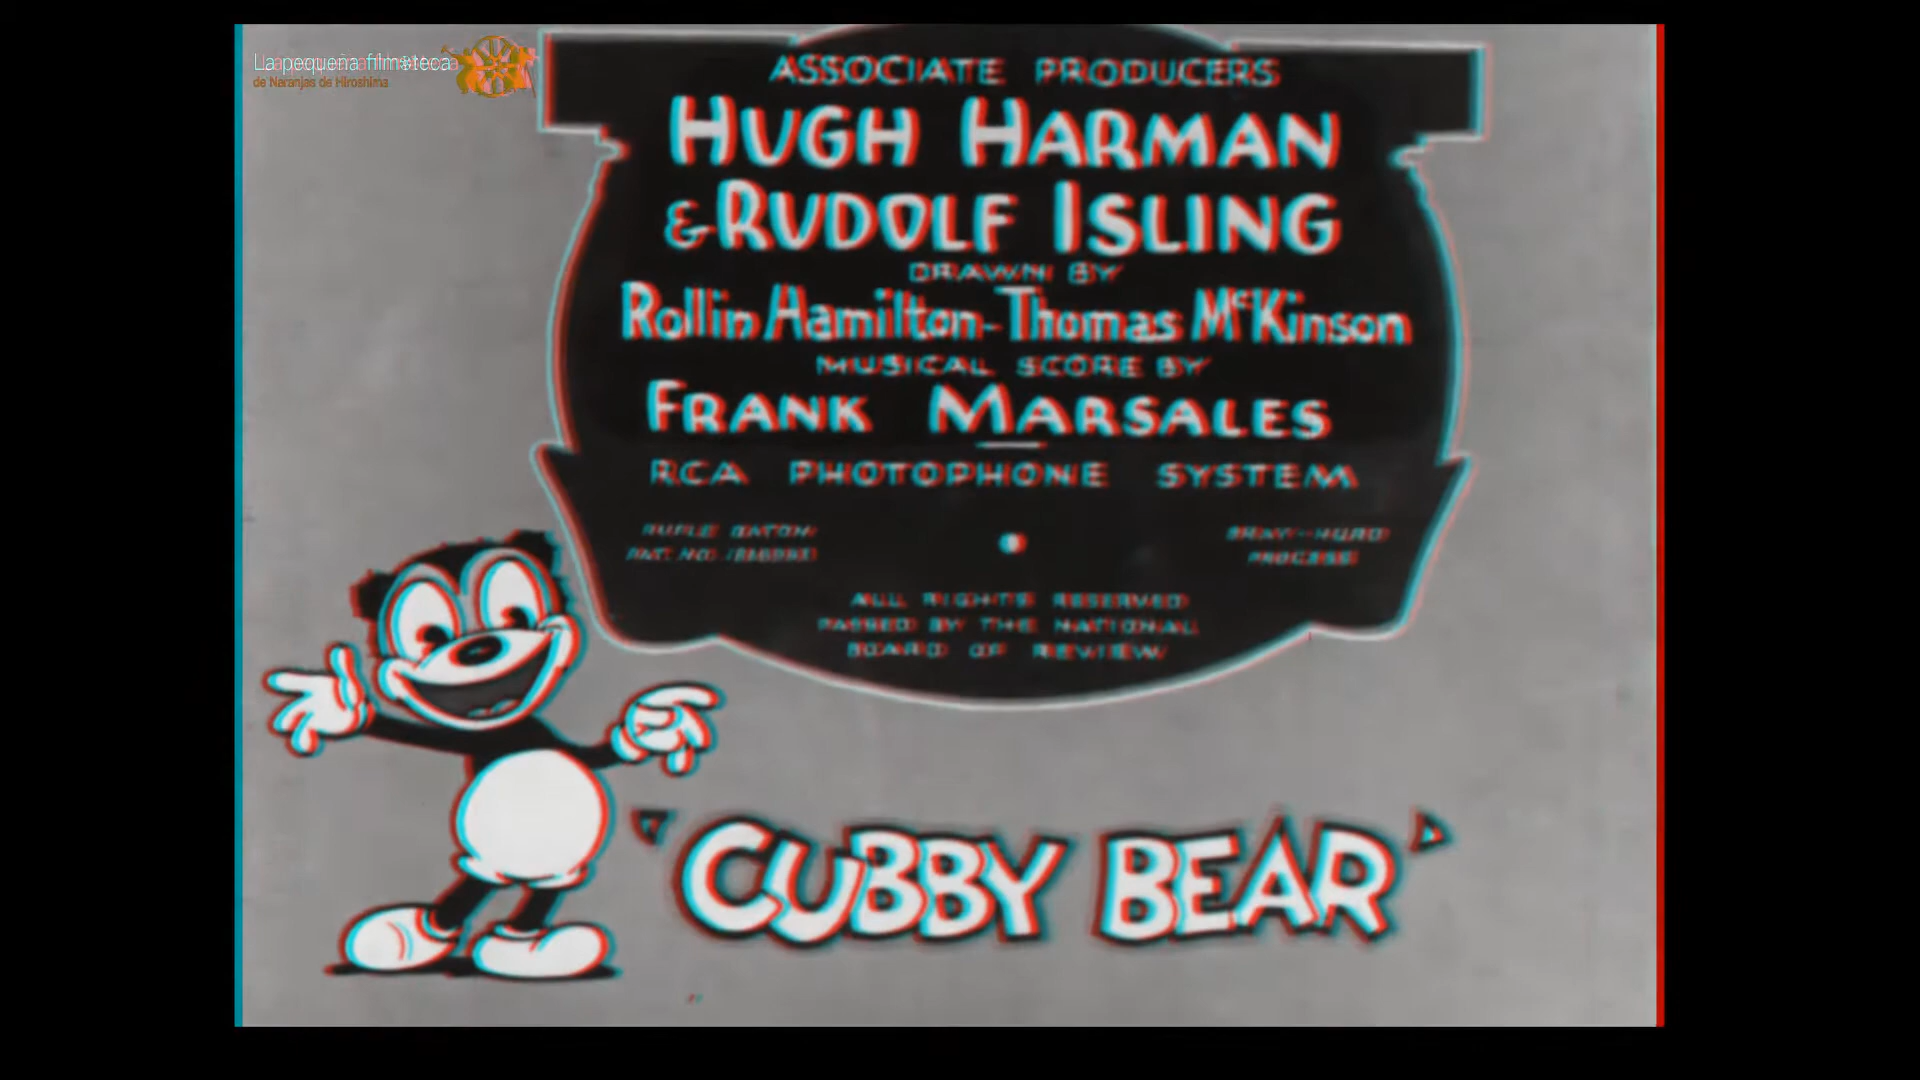 La pequeña filmoteca
de Neranjas de Hiroshima
ASSOCIATE PRODUCERS
HUGH HARMAN
& RUDOLF ISLING
DRAWN BY
Rollin Hamilton-Thomas McKinson
MUSICAL SCORE BY
FRANK MARSALES
RCA PHOTOPHONE SYSTEM
PROCESS
ALL RIGHTS RESERVED
PASSED BY THE NATIONAL
BOARD OF REVIEW
"CUBBY BEAR"